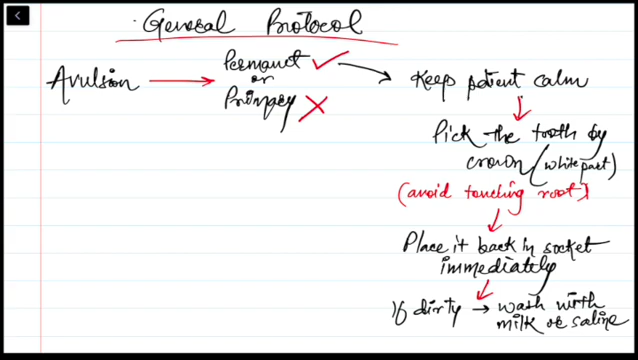 General Protocol
Avulsion → Permanent ✓
or
Primary ✗
Keep patient calm
Pick the tooth by
crown (white part)
(avoid touching root)
Place it back in socket
immediately
If dirty → wash with
milk or saline